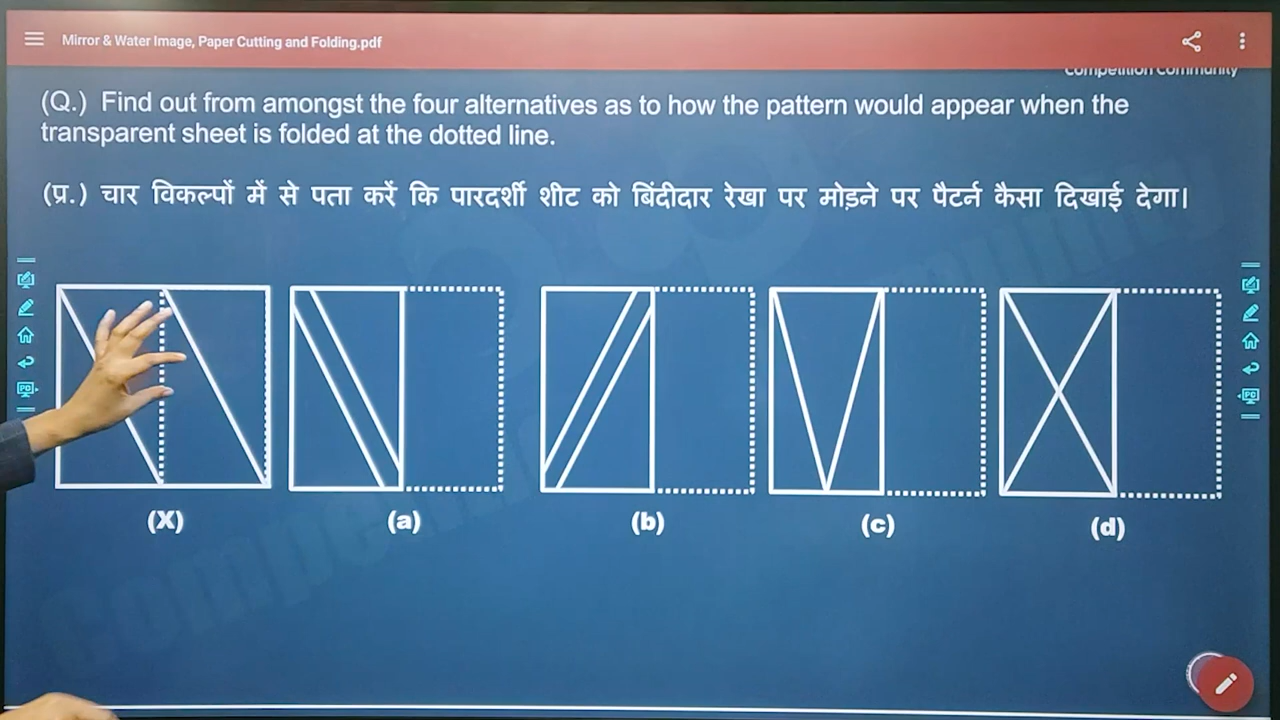 Mirror & Water Image, Paper Cutting and Folding.pdf
Competition Community
(Q.) Find out from amongst the four alternatives as to how the pattern would appear when the
transparent sheet is folded at the dotted line.
(प्र.) चार विकल्पों में से पता करें कि पारदर्शी शीट को बिंदीदार रेखा पर मोड़ने पर पैटर्न कैसा दिखाई देगा।
(X) (a) (b) (c) (d)